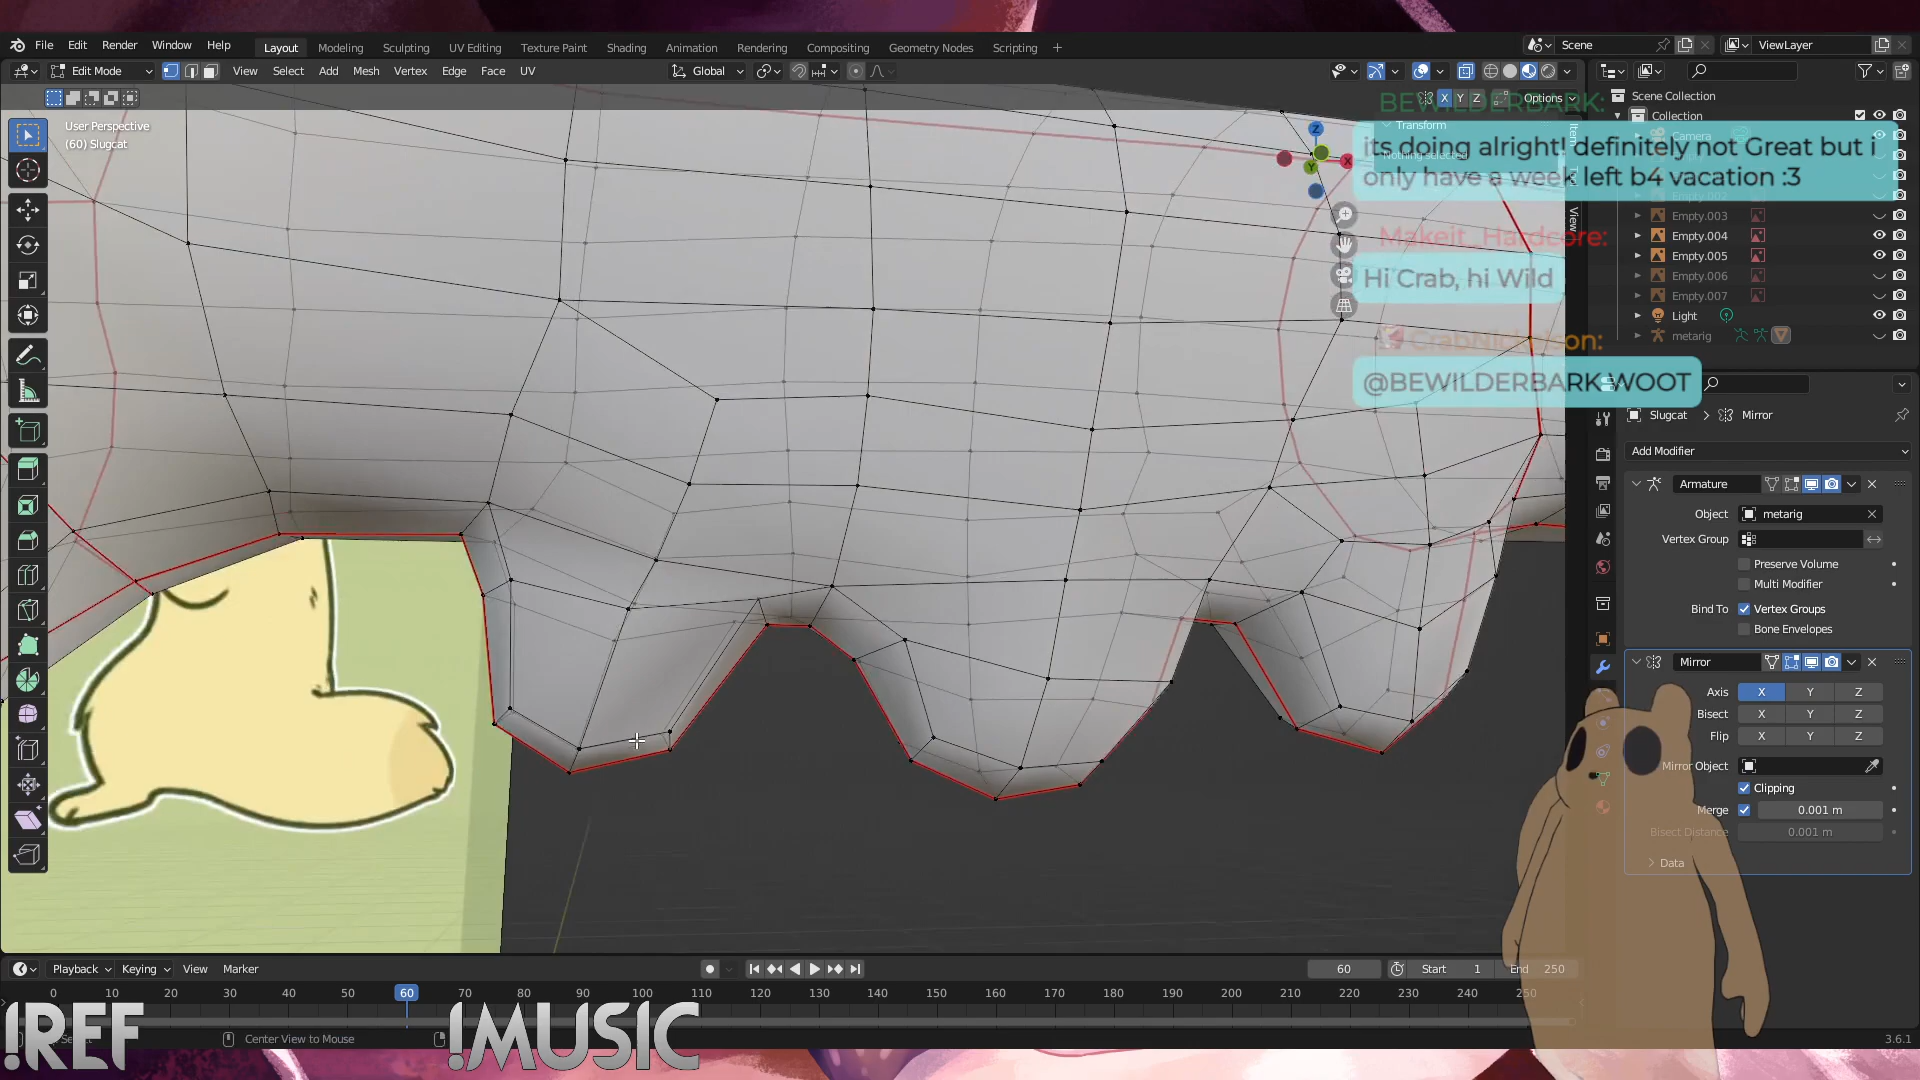 File Edit Render Window Help Layout Modeling Sculpting UV Editing Texture Paint Shading Animation Rendering Compositing Geometry Nodes Scripting + Scene ViewLayer
Edit Mode View Select Add Mesh Vertex Edge Face UV Global
X Y Z Options
User Perspective
(60) Slugcat
Transform
Item
View
Z
Y
X
BEWILDERBARK:
its doing alright! definitely not Great but i
only have a week left b4 vacation :3
Makeit_Hardcore:
Hi Crab, hi Wild
@BEWILDERBARK WOOT
Scene Collection
Collection
Camera
Empty.003
Empty.004
Empty.005
Empty.006
Empty.007
Light
metarig
Slugcat > Mirror
Add Modifier
Armature
Object metarig
Vertex Group
Preserve Volume
Multi Modifier
Bind To Vertex Groups
Bone Envelopes
Mirror
Axis X Y Z
Bisect X Y Z
Flip X Y Z
Mirror Object
Clipping
Merge 0.001 m
Bisect Distance 0.001 m
Data
Playback Keying View Marker 60 Start 1 End 250
0 10 20 30 40 50 60 70 80 90 100 110 120 130 140 150 160 170 180 190 200 210 220 230 240 250
Center View to Mouse
3.6.1
!REF
!MUSIC